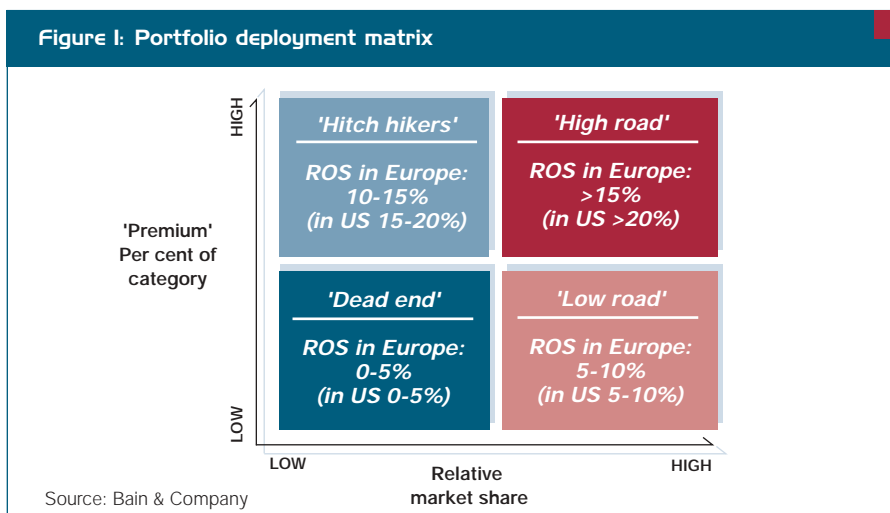 Figure 1: Portfolio deployment matrix
HIGH
'Premium'
Per cent of
category
LOW
'Hitch hikers'
ROS in Europe:
10-15%
(in US 15-20%)
'High road'
ROS in Europe:
>15%
(in US >20%)
'Dead end'
ROS in Europe:
0-5%
(in US 0-5%)
'Low road'
ROS in Europe:
5-10%
(in US 5-10%)
LOW
Relative
market share
HIGH
Source: Bain & Company